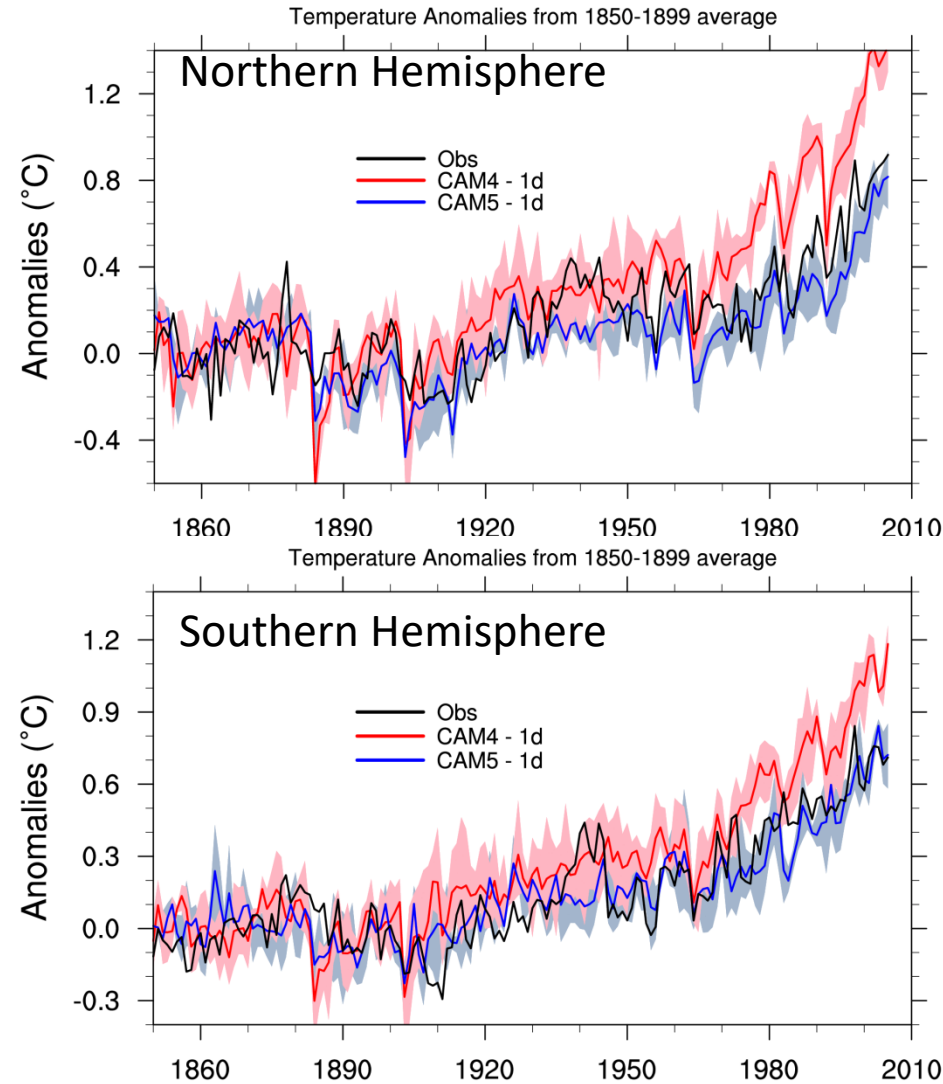 Temperature Anomalies from 1850-1899 average
Northern Hemisphere
1.2
0.8
0.4
0.0
-0.4
Anomalies (°C)
Obs
CAM4 - 1d
CAM5 - 1d
1860 1890 1920 1950 1980 2010
Temperature Anomalies from 1850-1899 average
Southern Hemisphere
1.2
0.9
0.6
0.3
0.0
-0.3
Anomalies (°C)
Obs
CAM4 - 1d
CAM5 - 1d
1860 1890 1920 1950 1980 2010